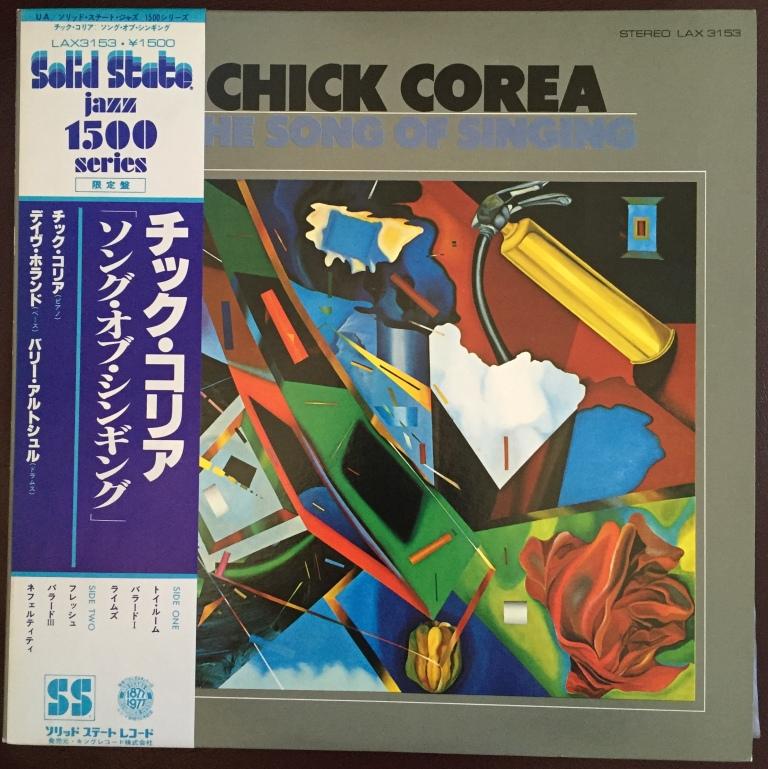 U.A.／ソリッド・ステート・ジャズ 1500シリーズ
チック・コリア／ソング・オブ・シンギング
LAX3153・¥1500
Solid State
jazz
1500
series
限定盤
チック・コリア
「ソング・オブ・シンギング」
チック・コリア(ピアノ)
デイヴ・ホランド(ベース) バリー・アルトシュル(ドラムス)
SIDE ONE
トイ・ルーム
バラードI
ライムズ
SIDE TWO
フレッシュ
バラードIII
ネフェルティティ
SS
1877
1977
ソリッド ステート レコード
発売元・キングレコード株式会社
STEREO LAX 3153
CHICK COREA
HE SONG OF SINGING